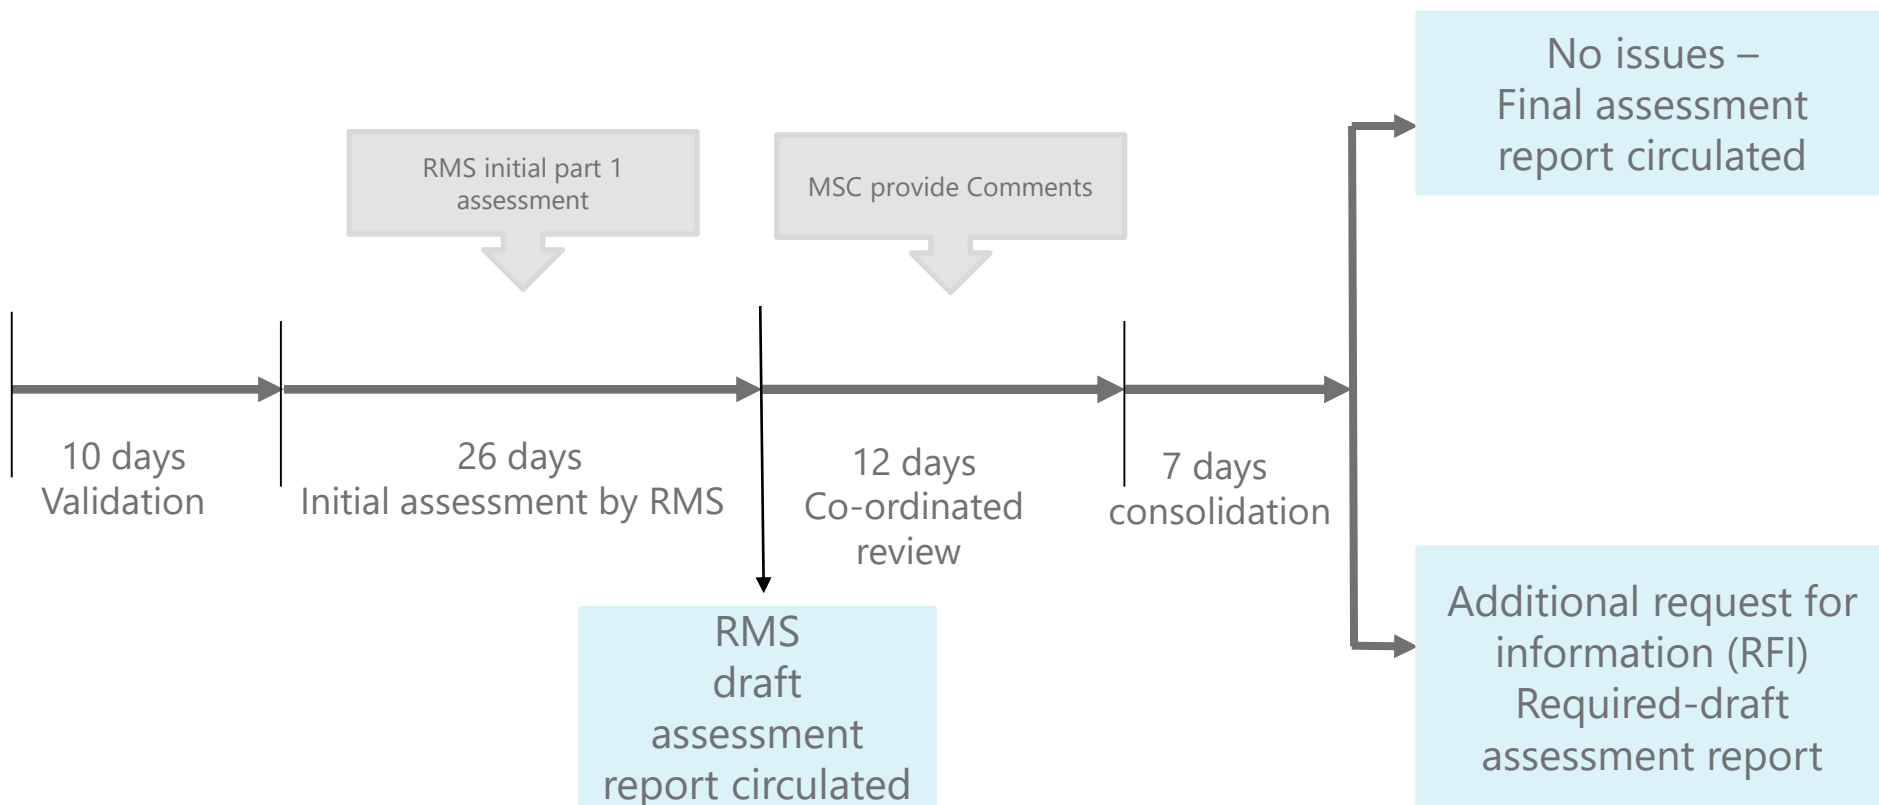 No issues –
Final assessment
report circulated
RMS initial part 1
assessment
MSC provide Comments
10 days
Validation
26 days
Initial assessment by RMS
12 days
Co-ordinated
review
7 days
consolidation
RMS
draft
assessment
report circulated
Additional request for
information (RFI)
Required-draft
assessment report